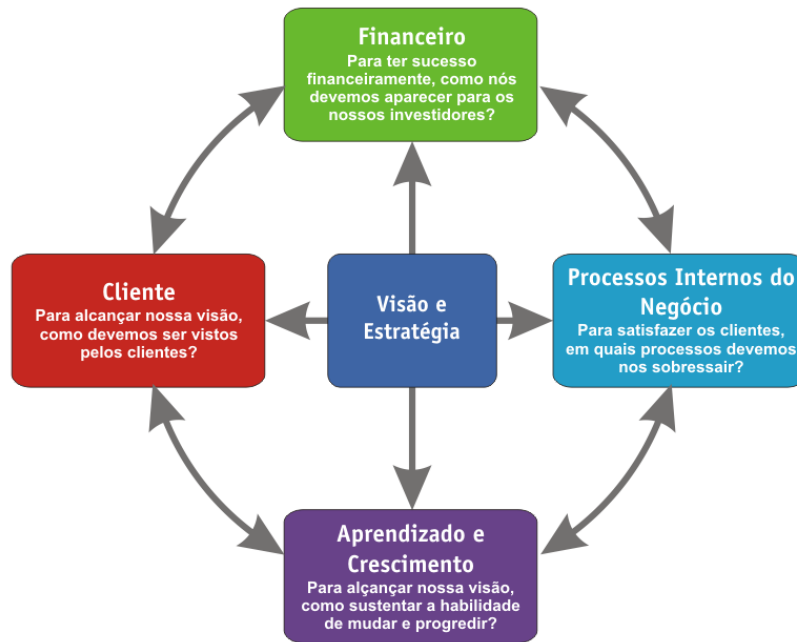 Financeiro
Para ter sucesso
financeiramente, como nós
devemos aparecer para os
nossos investidores?
Cliente
Para alcançar nossa visão,
como devemos ser vistos
pelos clientes?
Visão e
Estratégia
Processos Internos do
Negócio
Para satisfazer os clientes,
em quais processos devemos
nos sobressair?
Aprendizado e
Crescimento
Para alçançar nossa visão,
como sustentar a habilidade
de mudar e progredir?